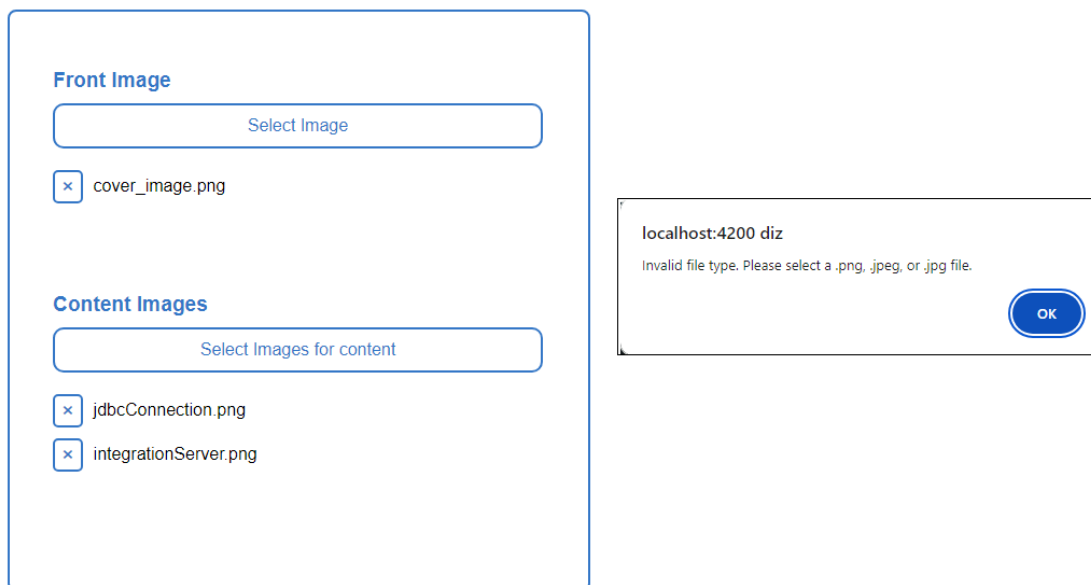 Front Image
Select Image
× cover_image.png
Content Images
Select Images for content
× jdbcConnection.png
× integrationServer.png
localhost:4200 diz
Invalid file type. Please select a .png, .jpeg, or .jpg file.
OK